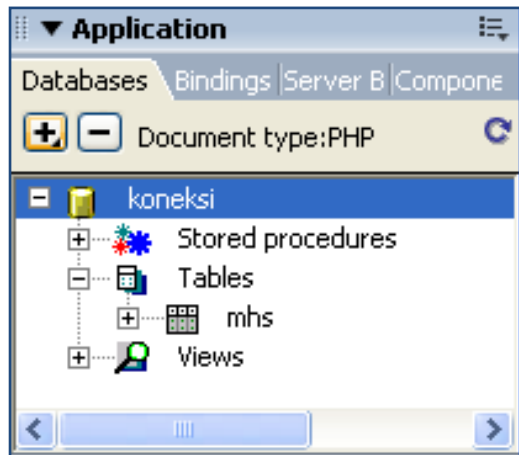 Application
Databases Bindings Server B Compone
Document type:PHP
koneksi
Stored procedures
Tables
mhs
Views